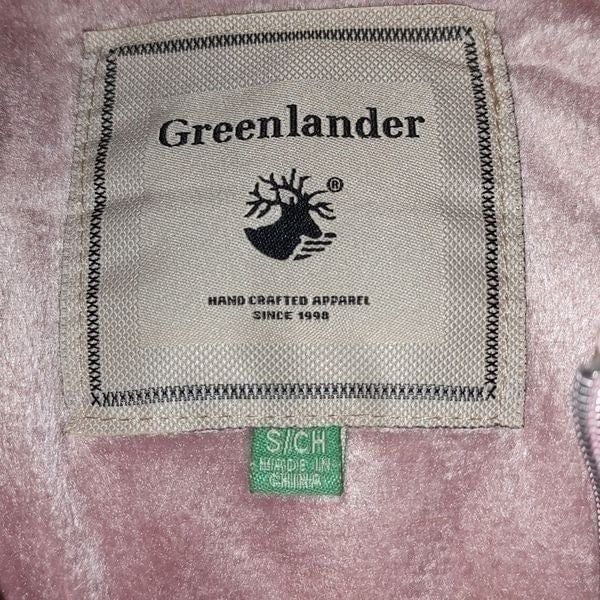 Greenlander
®
HAND CRAFTED APPAREL
SINCE 1998
S/CH
MADE IN
CHINA